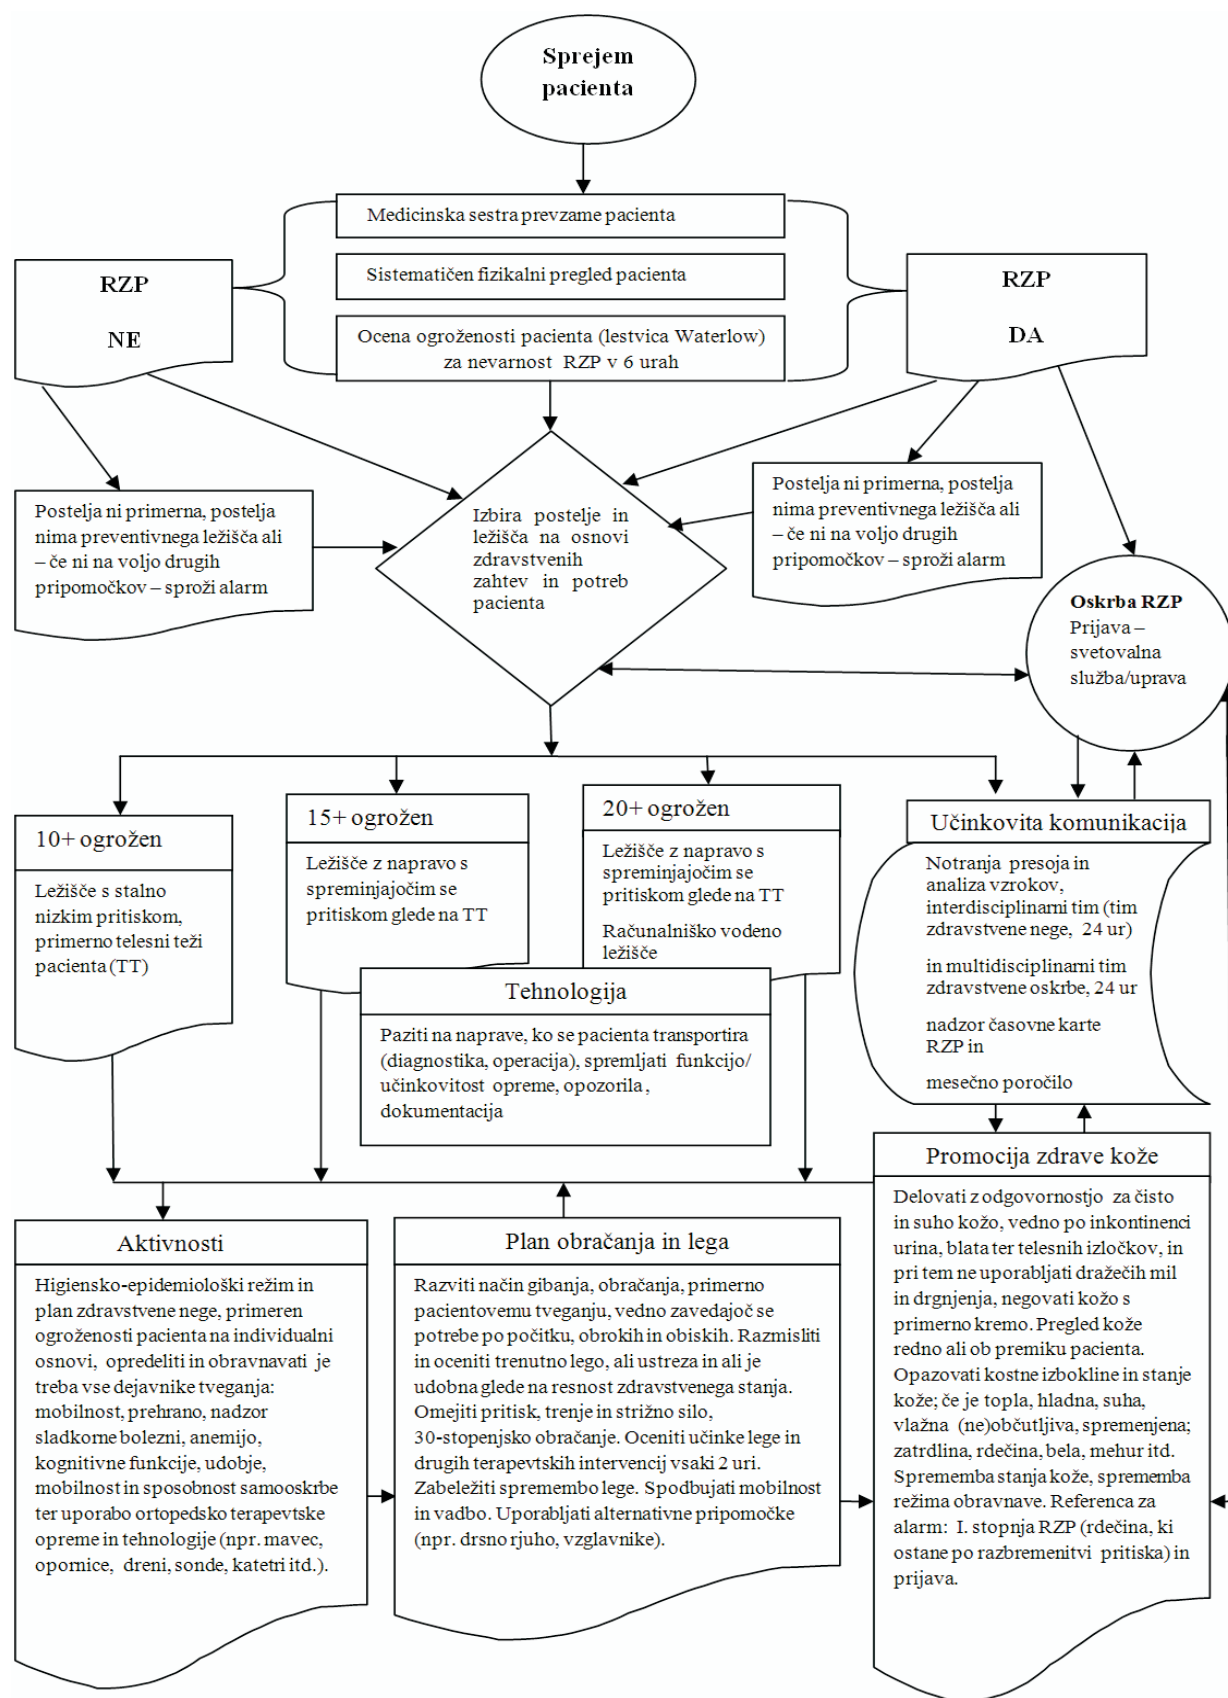 Sprejem
pacienta
Medicinska sestra prevzame pacienta
Sistematičen fizikalni pregled pacienta
Ocena ogroženosti pacienta (lestvica Waterlow)
za nevarnost RZP v 6 urah
RZP
NE
RZP
DA
Postelja ni primerna, postelja
nima preventivnega ležišča ali
– če ni na voljo drugih
pripomočkov – sproži alarm
Izbira postelje in
ležišča na osnovi
zdravstvenih
zahtev in potreb
pacienta
Postelja ni primerna, postelja
nima preventivnega ležišča ali
– če ni na voljo drugih
pripomočkov – sproži alarm
Oskrba RZP
Prijava –
svetovalna
služba/uprava
10+ ogrožen
Ležišče s stalno
nizkim pritiskom,
primerno telesni teži
pacienta (TT)
15+ ogrožen
Ležišče z napravo s
spreminjajočim se
pritiskom glede na TT
20+ ogrožen
Ležišče z napravo s
spreminjajočim se
pritiskom glede na TT
Računalniško vodeno
ležišče
Učinkovita komunikacija
Notranja presoja in
analiza vzrokov,
interdisciplinarni tim (tim
zdravstvene nege, 24 ur)
in multidisciplinarni tim
zdravstvene oskrbe, 24 ur
nadzor časovne karte
RZP in
mesečno poročilo
Tehnologija
Paziti na naprave, ko se pacienta transportira
(diagnostika, operacija), spremljati funkcijo/
učinkovitost opreme, opozorila,
dokumentacija
Aktivnosti
Higiensko-epidemiološki režim in
plan zdravstvene nege, primeren
ogroženosti pacienta na individualni
osnovi, opredeliti in obravnavati je
treba vse dejavnike tveganja:
mobilnost, prehrano, nadzor
sladkorne bolezni, anemijo,
kognitivne funkcije, udobje,
mobilnost in sposobnost samooskrbe
ter uporabo ortopedsko terapevtske
opreme in tehnologije (npr. mavec,
opornice, dreni, sonde, katetri itd.).
Plan obračanja in lega
Razviti način gibanja, obračanja, primerno
pacientovemu tveganju, vedno zavedajoč se
potrebe po počitku, obrokih in obiskih. Razmisliti
in oceniti trenutno lego, ali ustreza in ali je
udobna glede na resnost zdravstvenega stanja.
Omejiti pritisk, trenje in strižno silo,
30-stopenjsko obračanje. Oceniti učinke lege in
drugih terapevtskih intervencij vsaki 2 uri.
Zabeležiti spremembo lege. Spodbujati mobilnost
in vadbo. Uporabljati alternativne pripomočke
(npr. drsno rjuho, vzglavnike).
Promocija zdrave kože
Delovati z odgovornostjo za čisto
in suho kožo, vedno po inkontinenci
urina, blata ter telesnih izločkov, in
pri tem ne uporabljati dražečih mil
in drgnjenja, negovati kožo s
primerno kremo. Pregled kože
redno ali ob premiku pacienta.
Opazovati kostne izbokline in stanje
kože; če je topla, hladna, suha,
vlažna (ne)občutljiva, spremenjena;
zatrdlina, rdečina, bela, mehur itd.
Sprememba stanja kože, sprememba
režima obravnave. Referenca za
alarm: I. stopnja RZP (rdečina, ki
ostane po razbremenitvi pritiska) in
prijava.